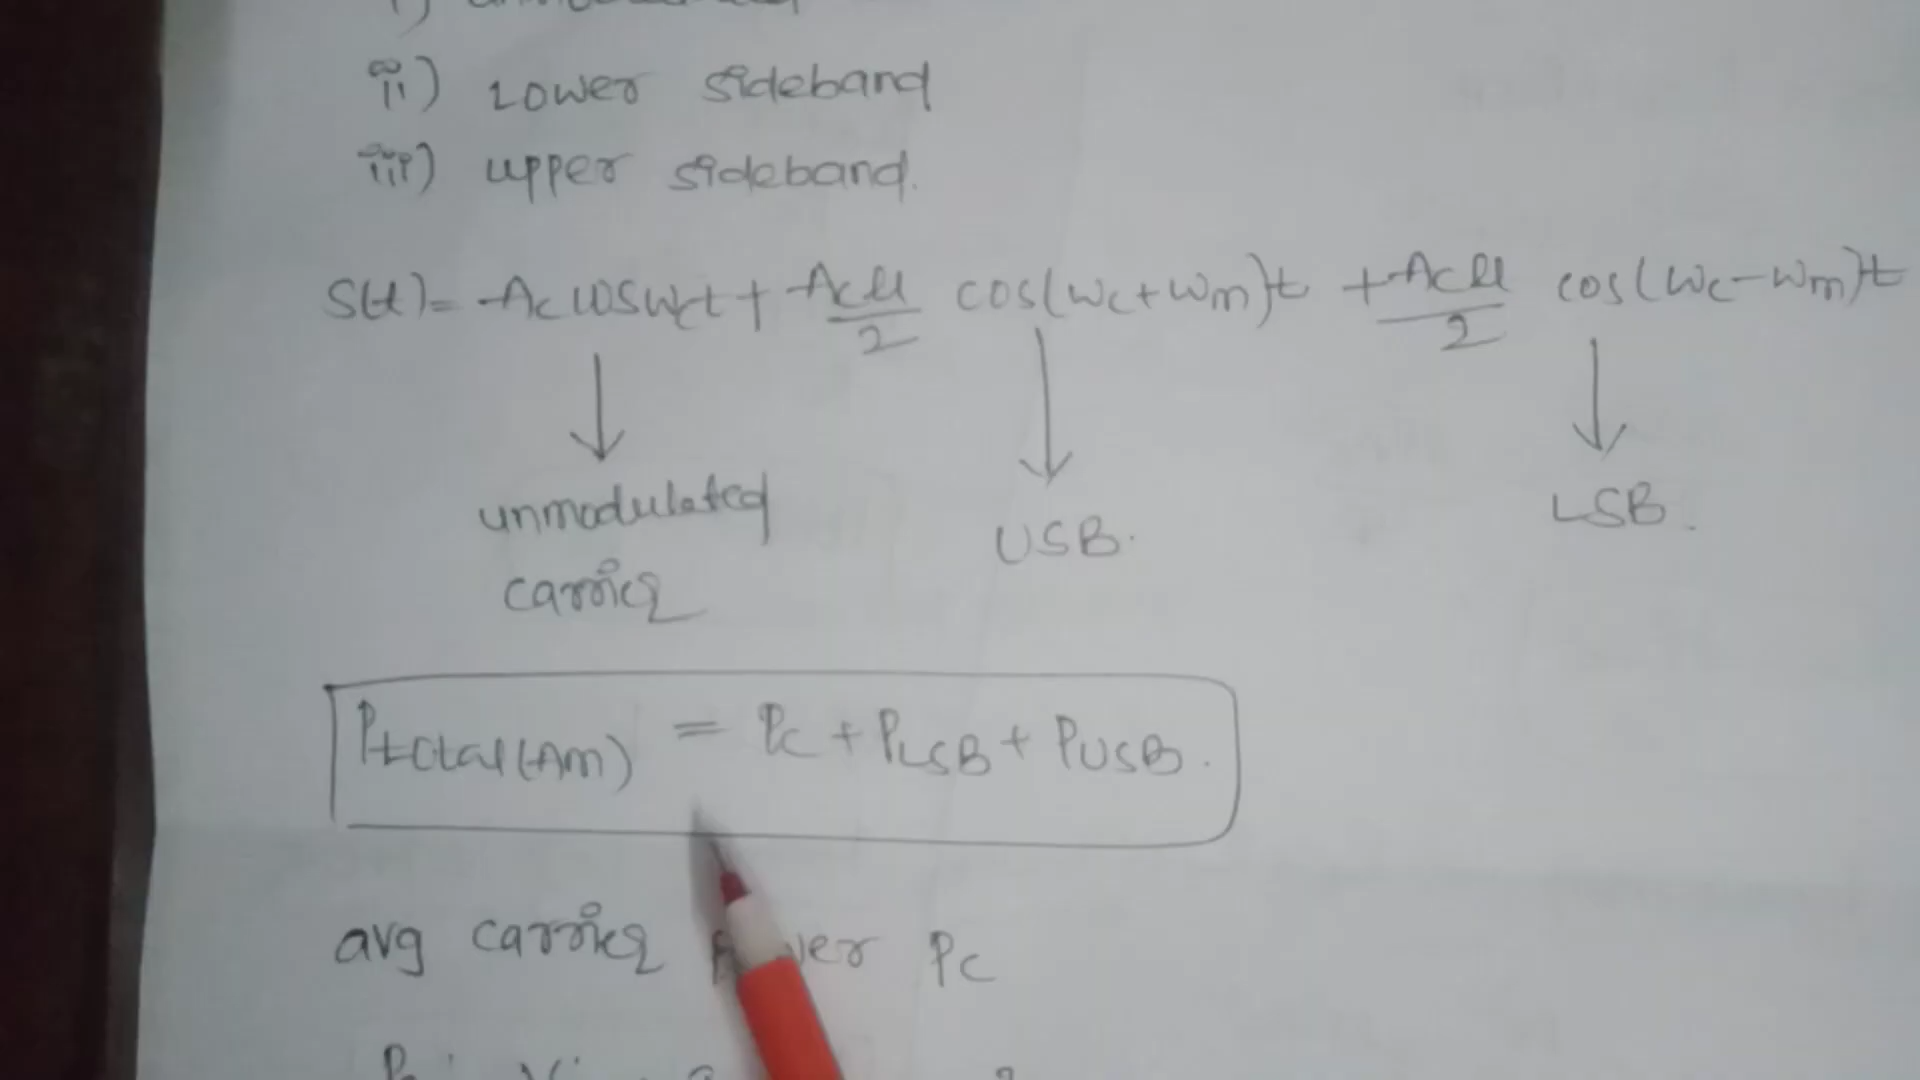 ii) Lower sideband
iii) upper sideband.
S(t)= Ac cosωct + Acμ/2 cos(ωc+ωm)t + Acμ/2 cos(ωc-ωm)t
unmodulated carrier
USB.
LSB.
Ptotal(AM) = Pc + PLSB + PUSB.
avg carrier Pc